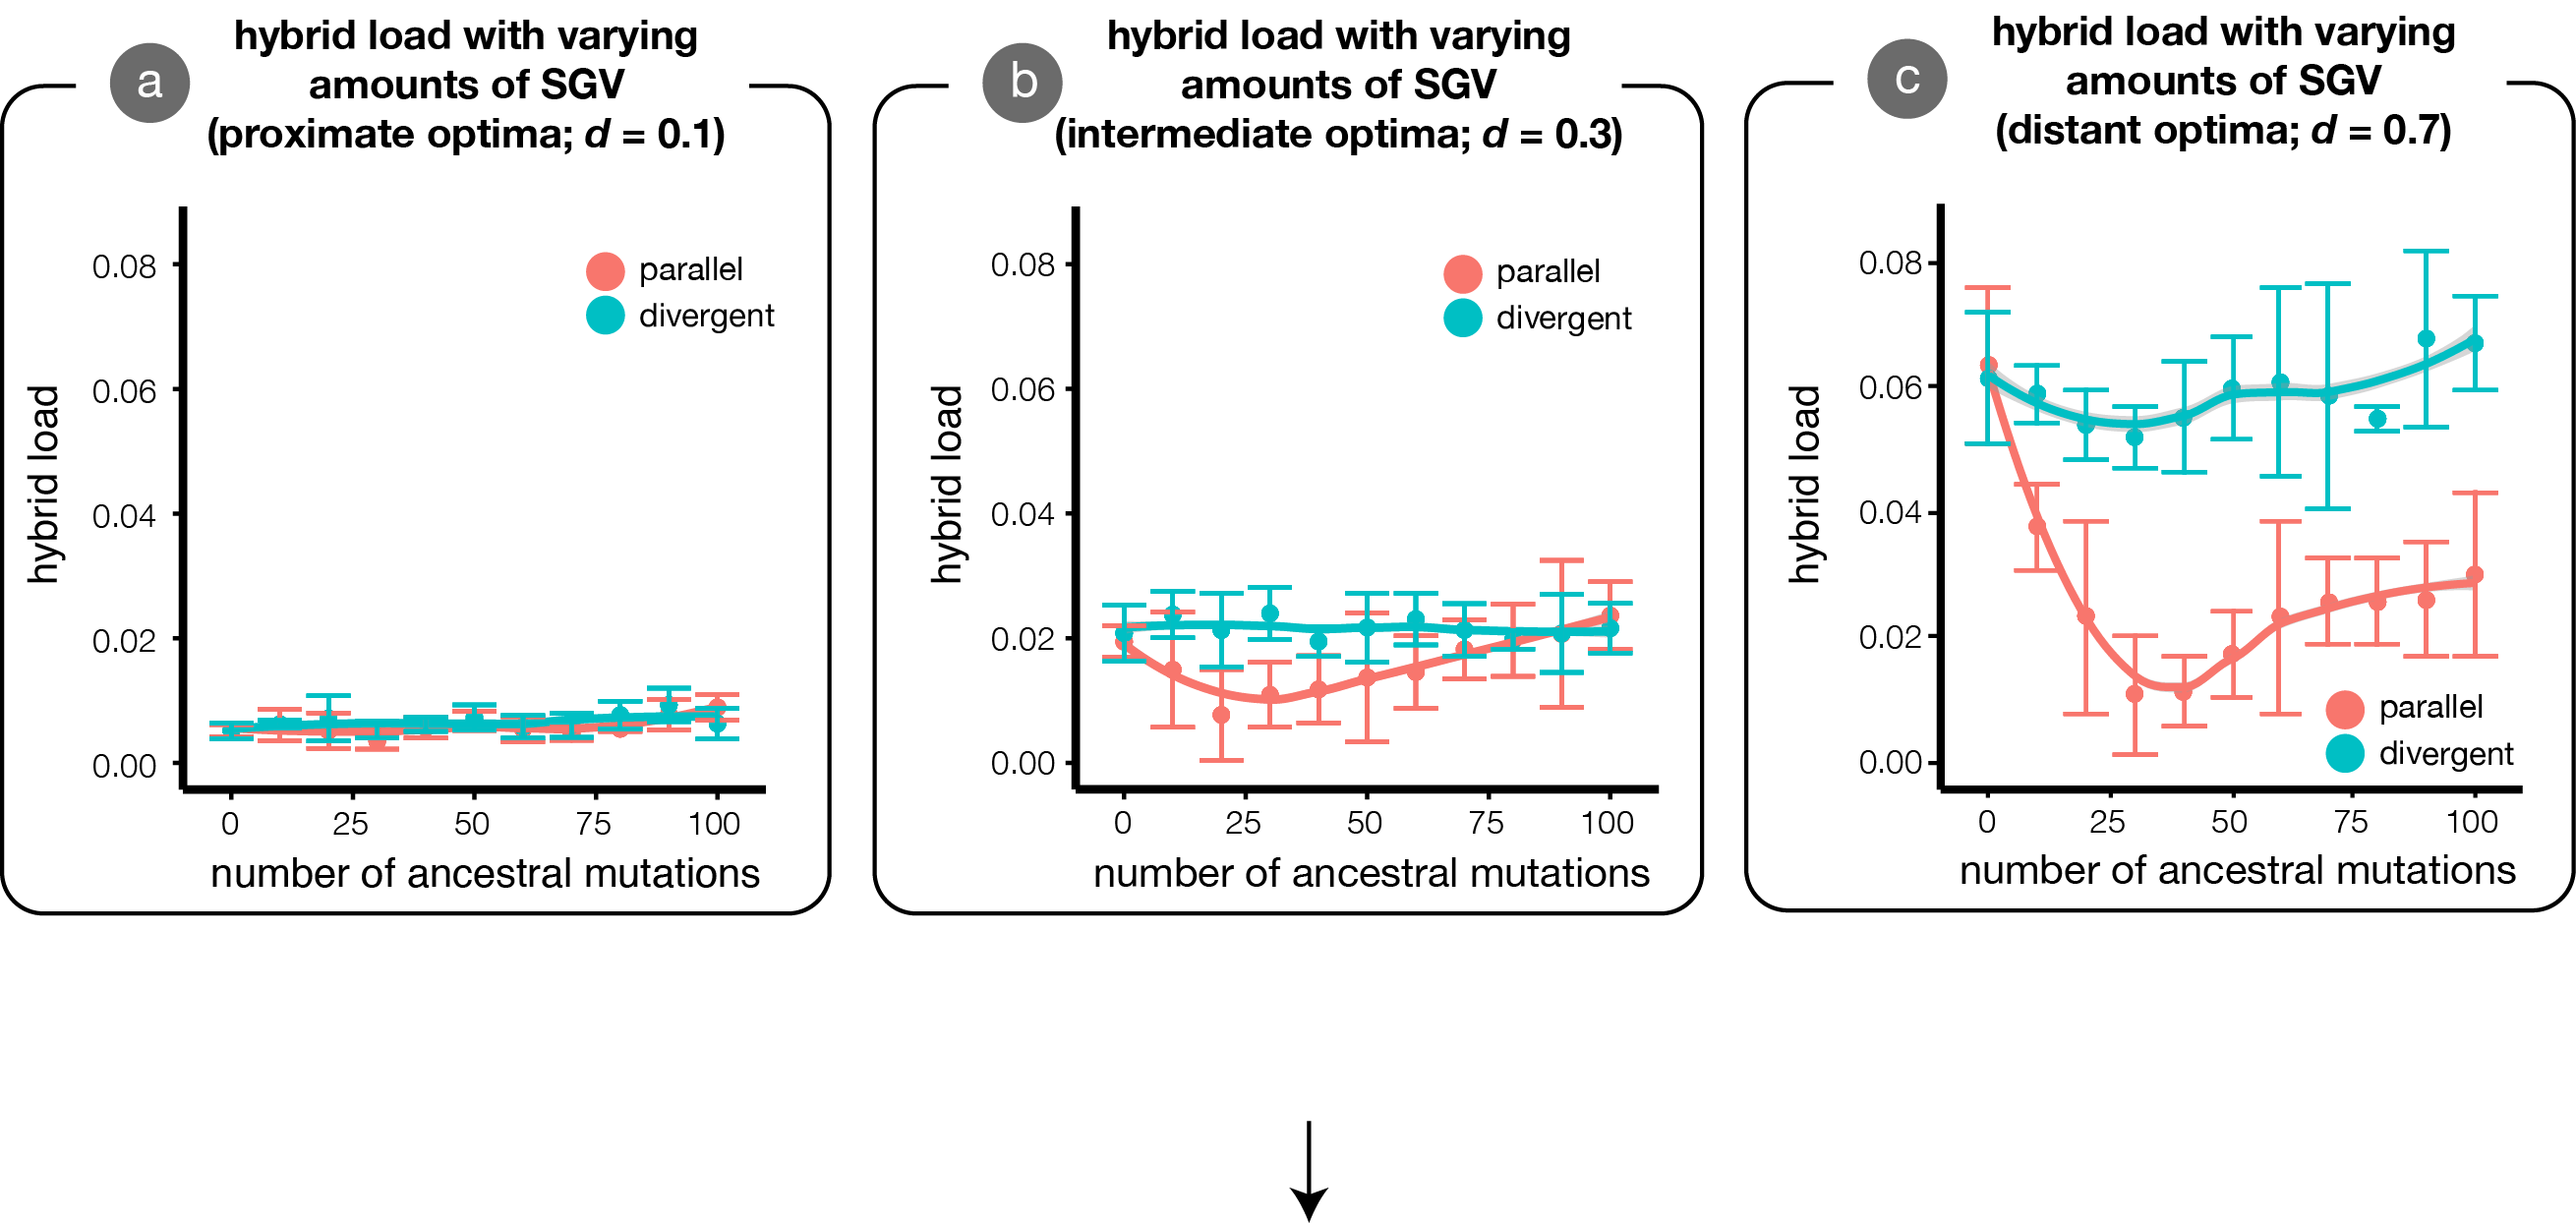 a
hybrid load with varying
amounts of SGV
(proximate optima; d = 0.1)
hybrid load
0.08
0.06
0.04
0.02
0.00
parallel
divergent
0 25 50 75 100
number of ancestral mutations
b
hybrid load with varying
amounts of SGV
(intermediate optima; d = 0.3)
hybrid load
0.08
0.06
0.04
0.02
0.00
parallel
divergent
0 25 50 75 100
number of ancestral mutations
c
hybrid load with varying
amounts of SGV
(distant optima; d = 0.7)
hybrid load
0.08
0.06
0.04
0.02
0.00
parallel
divergent
0 25 50 75 100
number of ancestral mutations